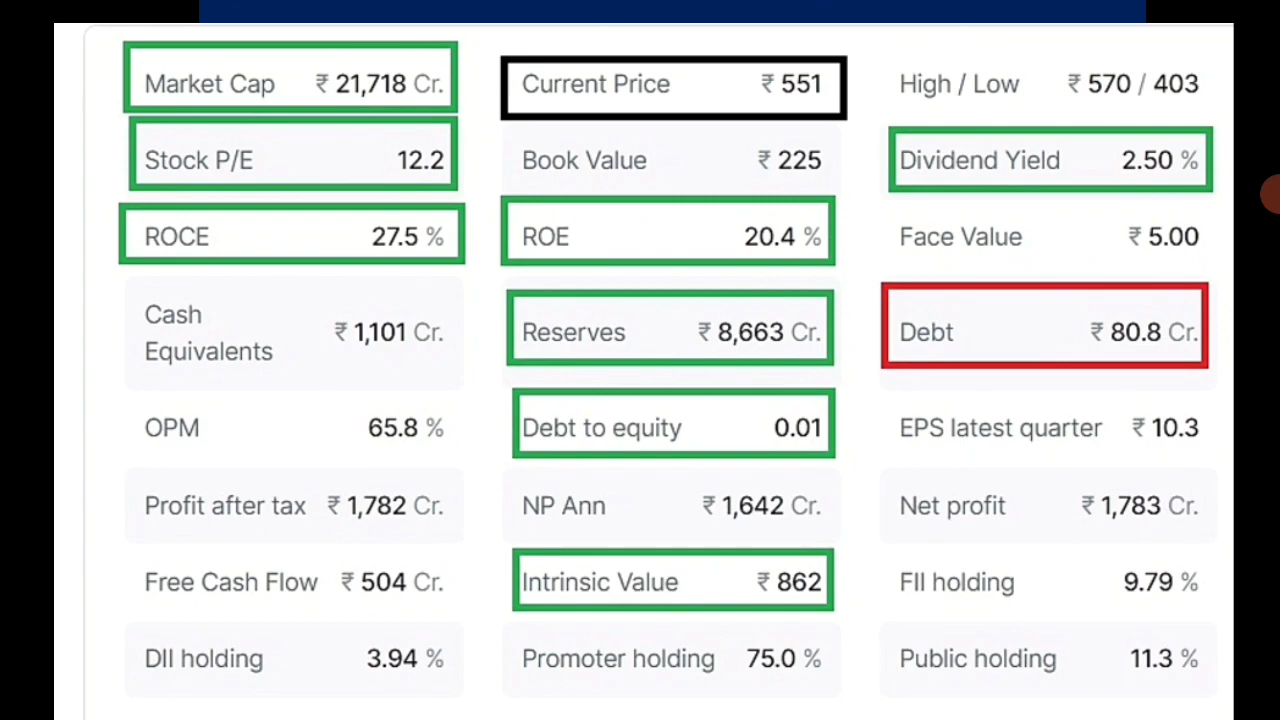 Market Cap ₹ 21,718 Cr.
Current Price ₹ 551
High / Low ₹ 570 / 403
Stock P/E 12.2
Book Value ₹ 225
Dividend Yield 2.50 %
ROCE 27.5 %
ROE 20.4 %
Face Value ₹ 5.00
Cash
Equivalents ₹ 1,101 Cr.
Reserves ₹ 8,663 Cr.
Debt ₹ 80.8 Cr.
OPM 65.8 %
Debt to equity 0.01
EPS latest quarter ₹ 10.3
Profit after tax ₹ 1,782 Cr.
NP Ann ₹ 1,642 Cr.
Net profit ₹ 1,783 Cr.
Free Cash Flow ₹ 504 Cr.
Intrinsic Value ₹ 862
FII holding 9.79 %
DII holding 3.94 %
Promoter holding 75.0 %
Public holding 11.3 %